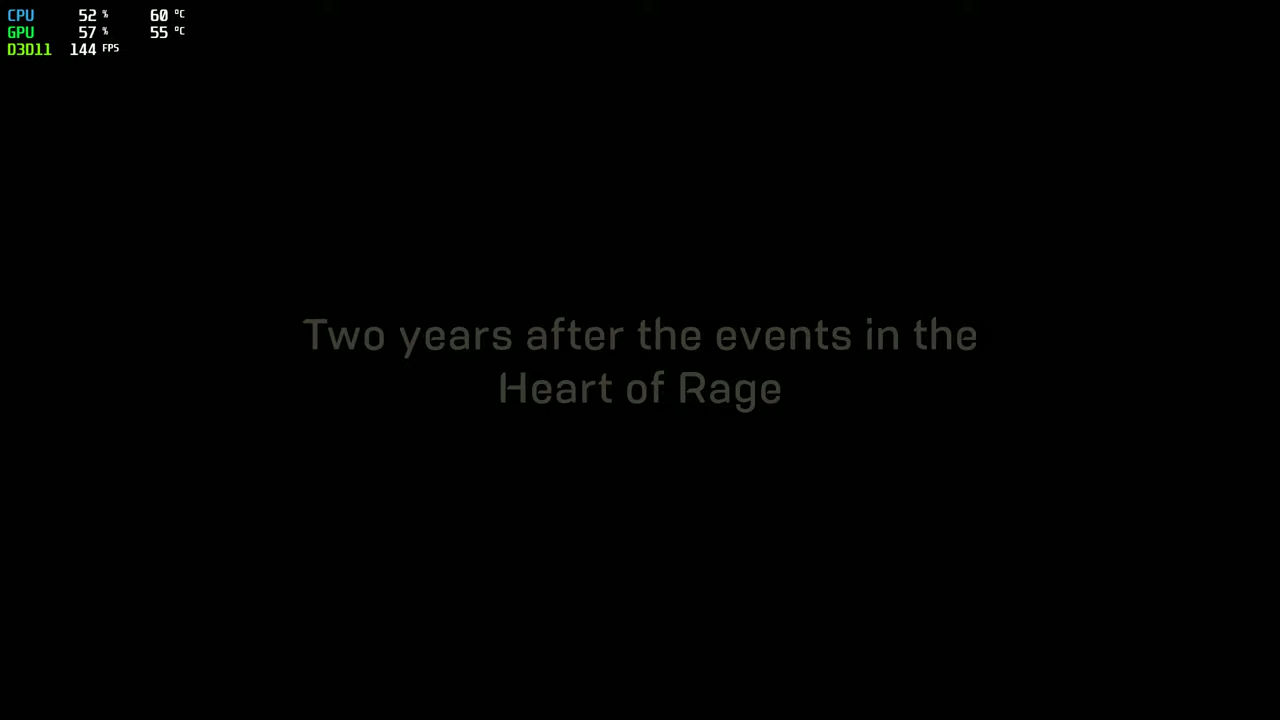 CPU 52 % 60 °C
GPU 57 % 55 °C
D3D11 144 FPS
Two years after the events in the
Heart of Rage